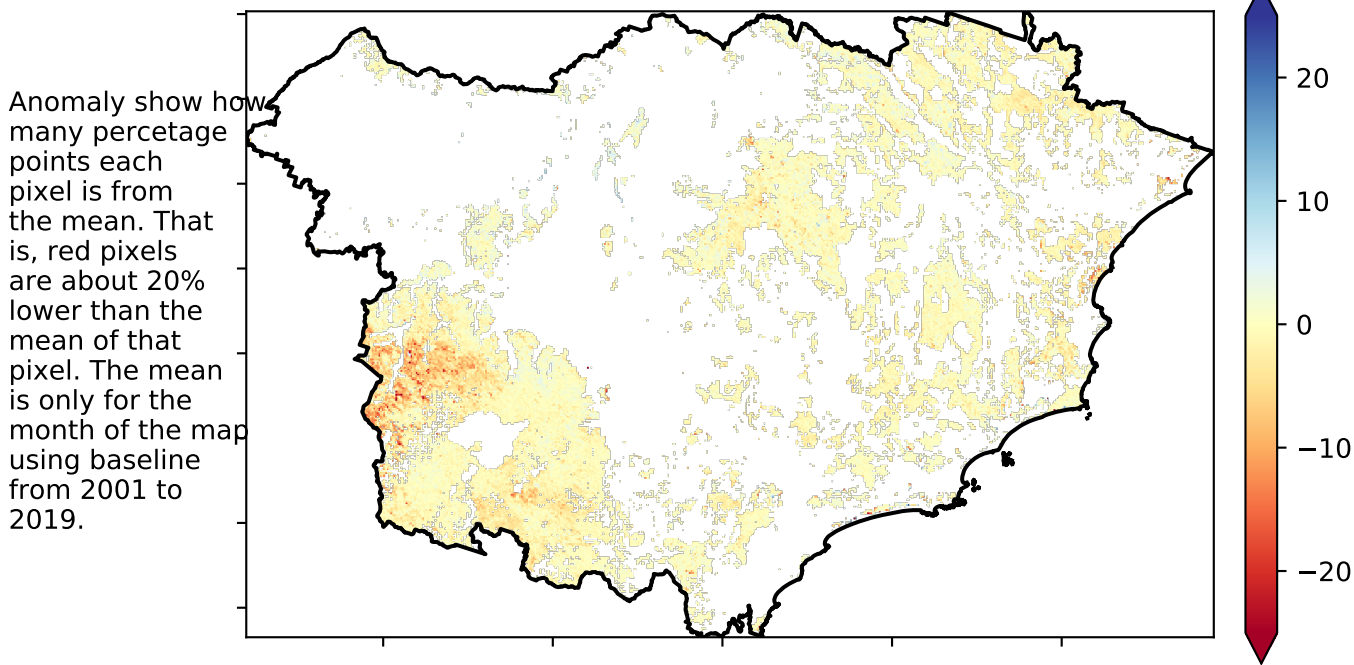 Anomaly show how
many percetage
points each
pixel is from
the mean. That
is, red pixels
are about 20%
lower than the
mean of that
pixel. The mean
is only for the
month of the map
using baseline
from 2001 to
2019.
20
10
0
−10
−20